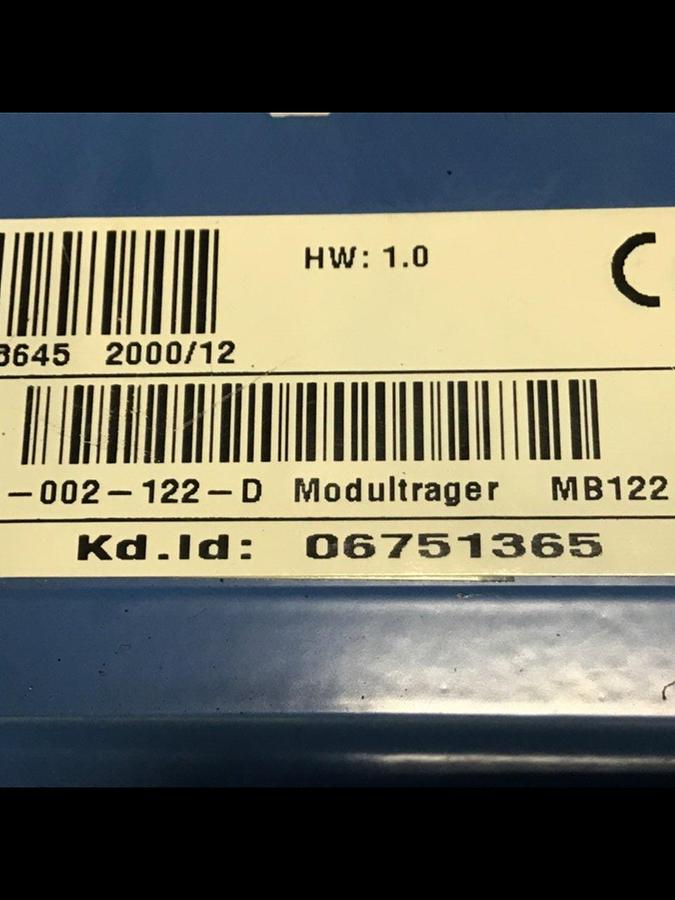 HW: 1.0
3645 2000/12
-002-122-D Modultrager MB122
Kd.Id: 06751365